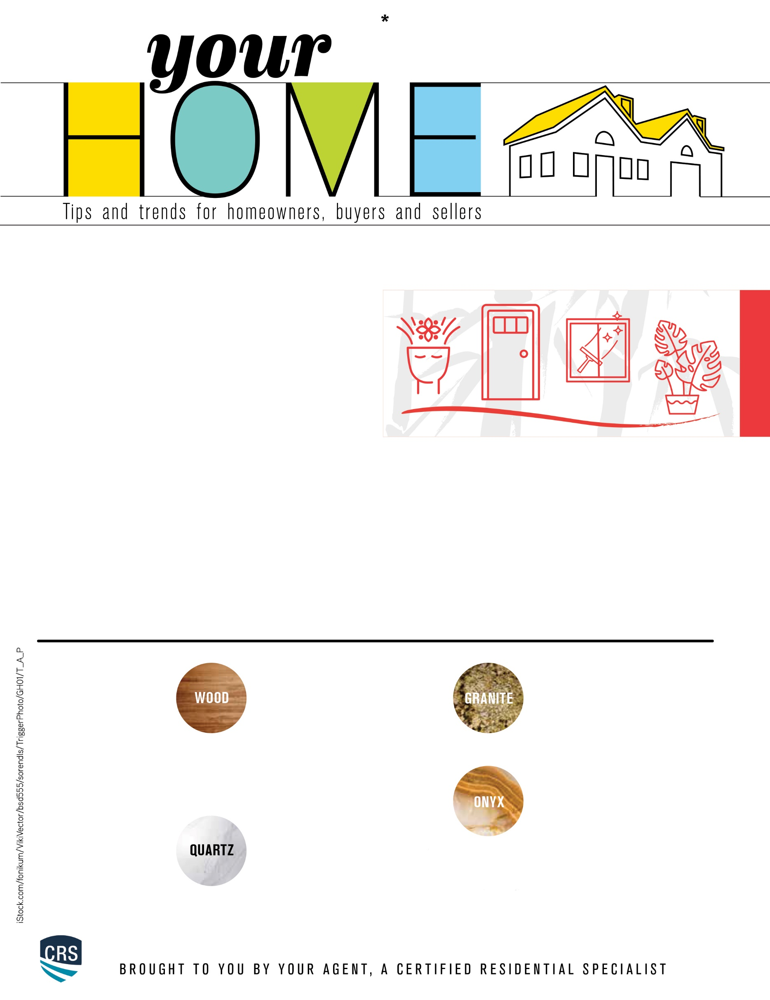 *
your
HOME
Tips and trends for homeowners, buyers and sellers
WOOD
GRANITE
ONYX
QUARTZ
iStock.com/fonikum/VikiVector/bsd555/sorendls/TriggerPhoto/GH01/T_A_P
CRS
BROUGHT TO YOU BY YOUR AGENT, A CERTIFIED RESIDENTIAL SPECIALIST